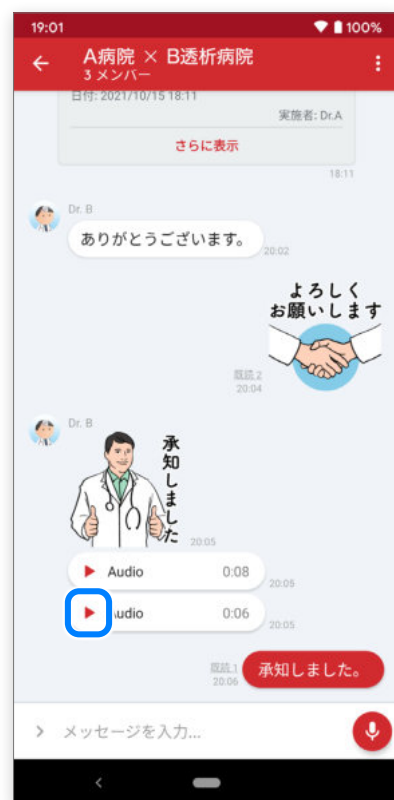 19:01 100%
A病院 × B透析病院
3 メンバー
日付: 2021/10/15 18:11
実施者: Dr.A
さらに表示
18:11
Dr. B
ありがとうございます。
20:02
よろしく
お願いします
既読 2
20:04
Dr. B
承知しました
20:05
Audio 0:08
20:05
udio 0:06
20:05
既読 1
20:06
承知しました。
メッセージを入力...